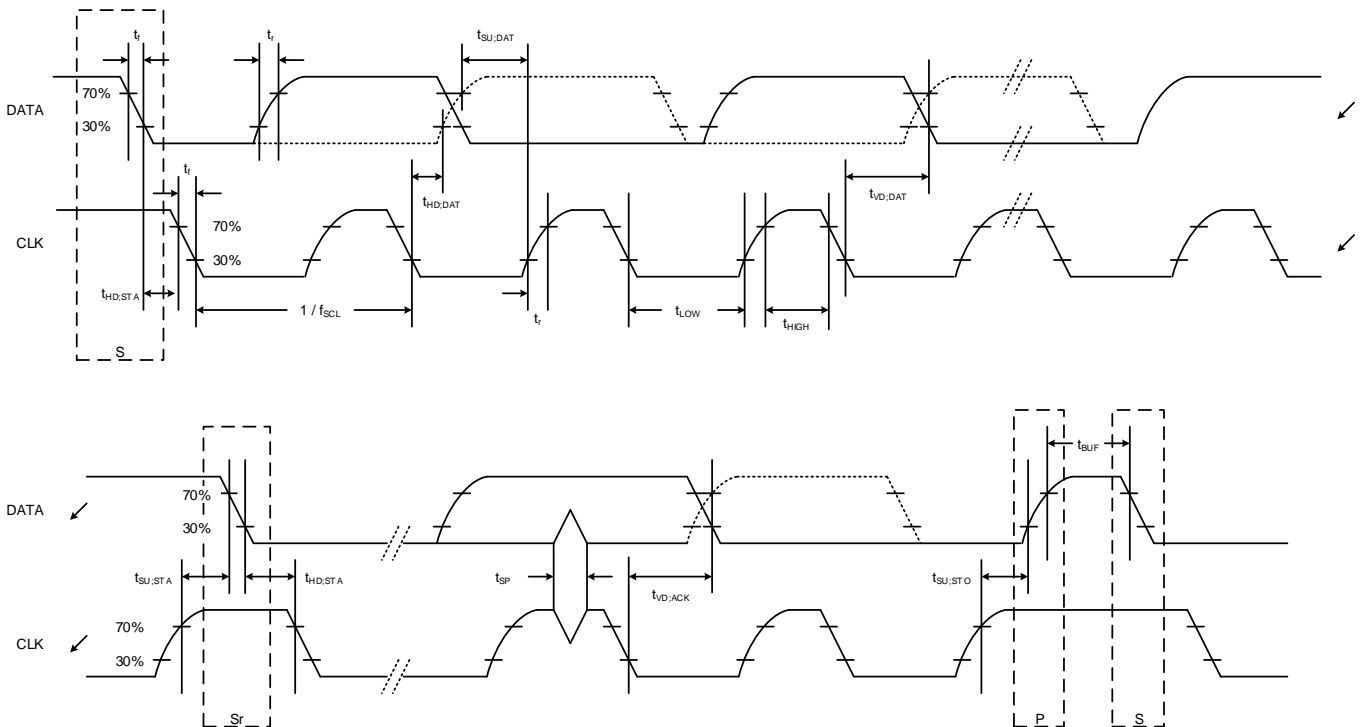 tf
tr
tSU;DAT
DATA
70%
30%
tf
tHD;DAT
tVD;DAT
CLK
70%
30%
tHD;STA
1 / fSCL
tr
tLOW
tHIGH
S
tBUF
DATA
70%
30%
tSU;STA
tHD;STA
tSP
tVD;ACK
tSU;STO
CLK
70%
30%
Sr
P
S